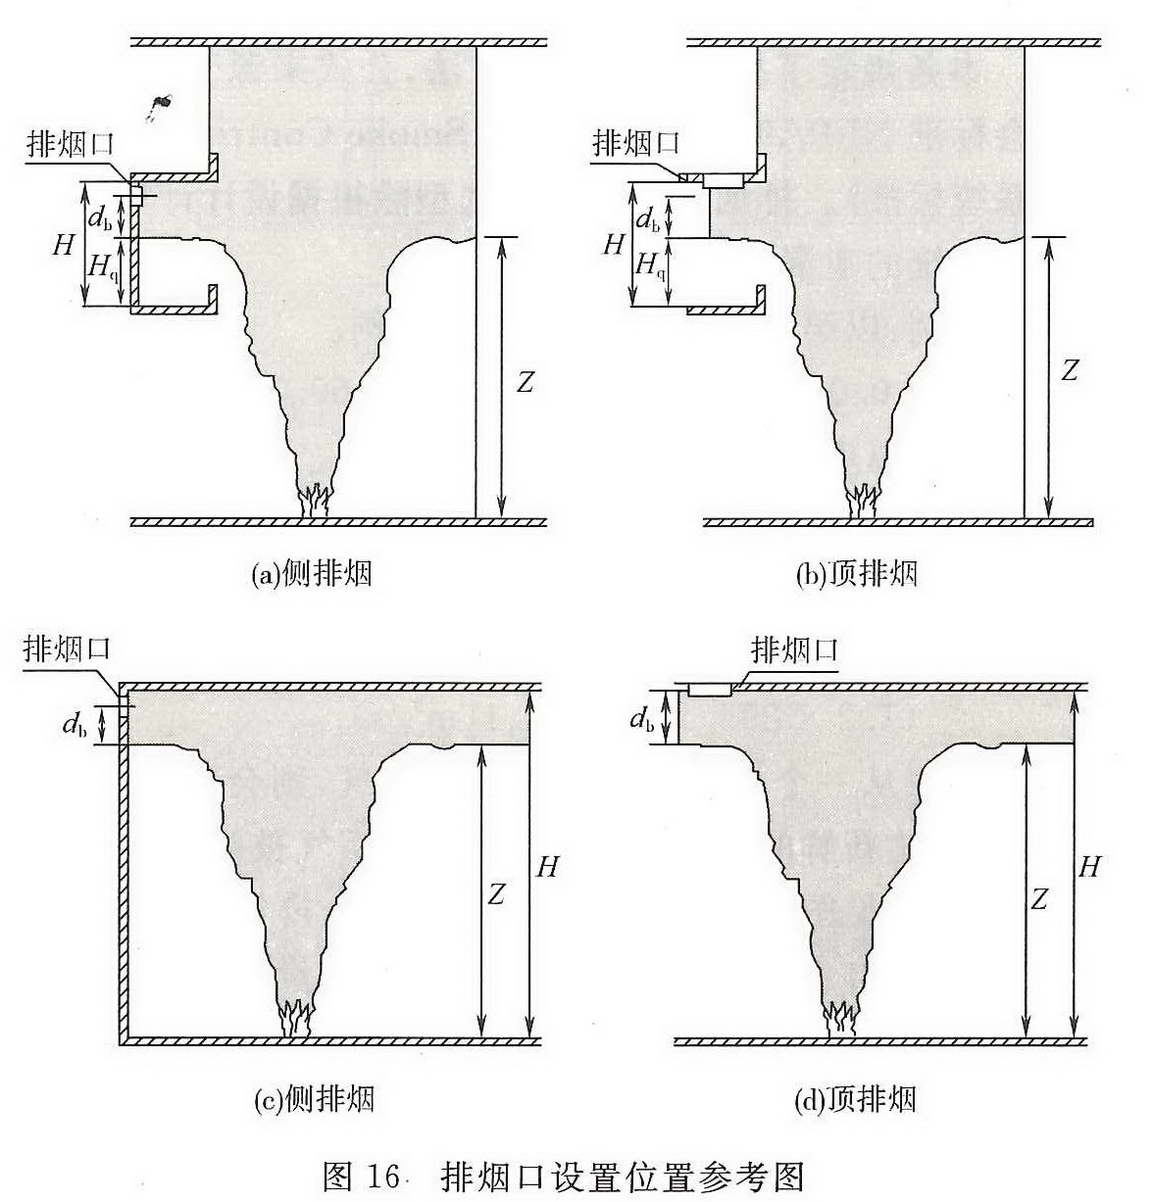 排烟口
排烟口
d_b
H
H_q
Z
d_b
H
H_q
Z
(a)侧排烟
(b)顶排烟
排烟口
排烟口
d_b
Z
H
d_b
Z
H
(c)侧排烟
(d)顶排烟
图 16 排烟口设置位置参考图